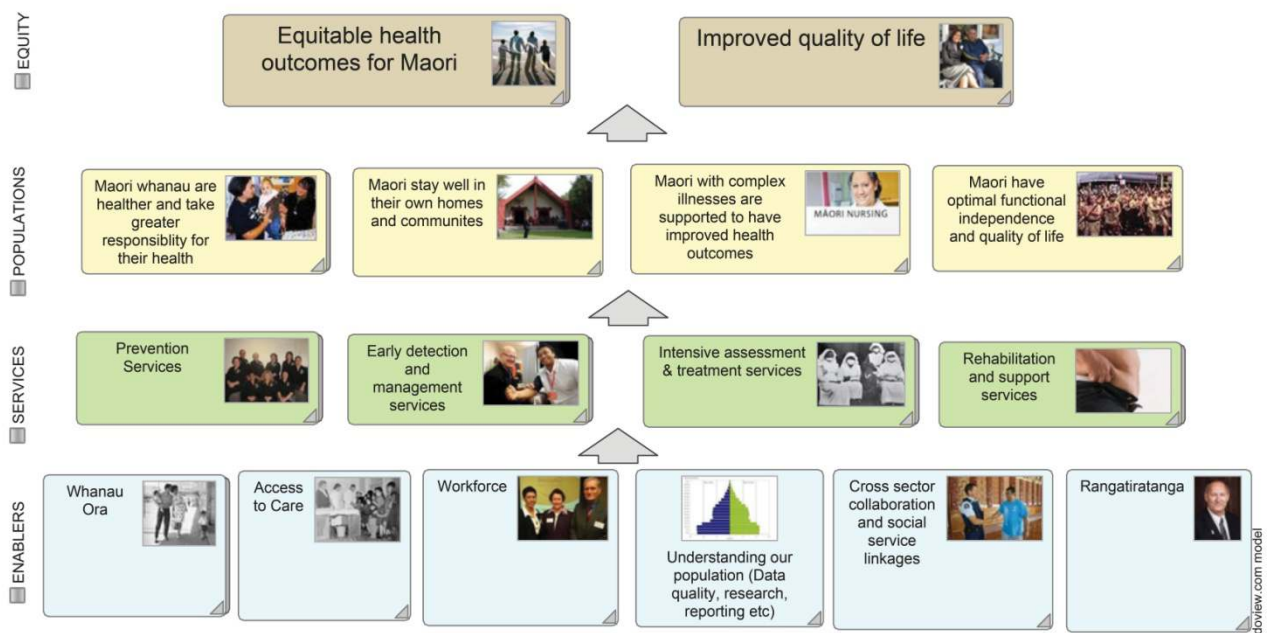 EQUITY
Equitable health
outcomes for Maori
Improved quality of life
POPULATIONS
Maori whanau are
healther and take
greater
responsiblity for
their health
Maori stay well in
their own homes
and communites
Maori with complex
illnesses are
supported to have
improved health
outcomes
MĀORI NURSING
Maori have
optimal functional
independence
and quality of life
SERVICES
Prevention
Services
Early detection
and
management
services
Intensive assessment
& treatment services
Rehabilitation
and support
services
ENABLERS
Whanau
Ora
Access
to Care
Workforce
Understanding our
population (Data
quality, research,
reporting etc)
Cross sector
collaboration
and social
service
linkages
Rangatiratanga
doview.com model